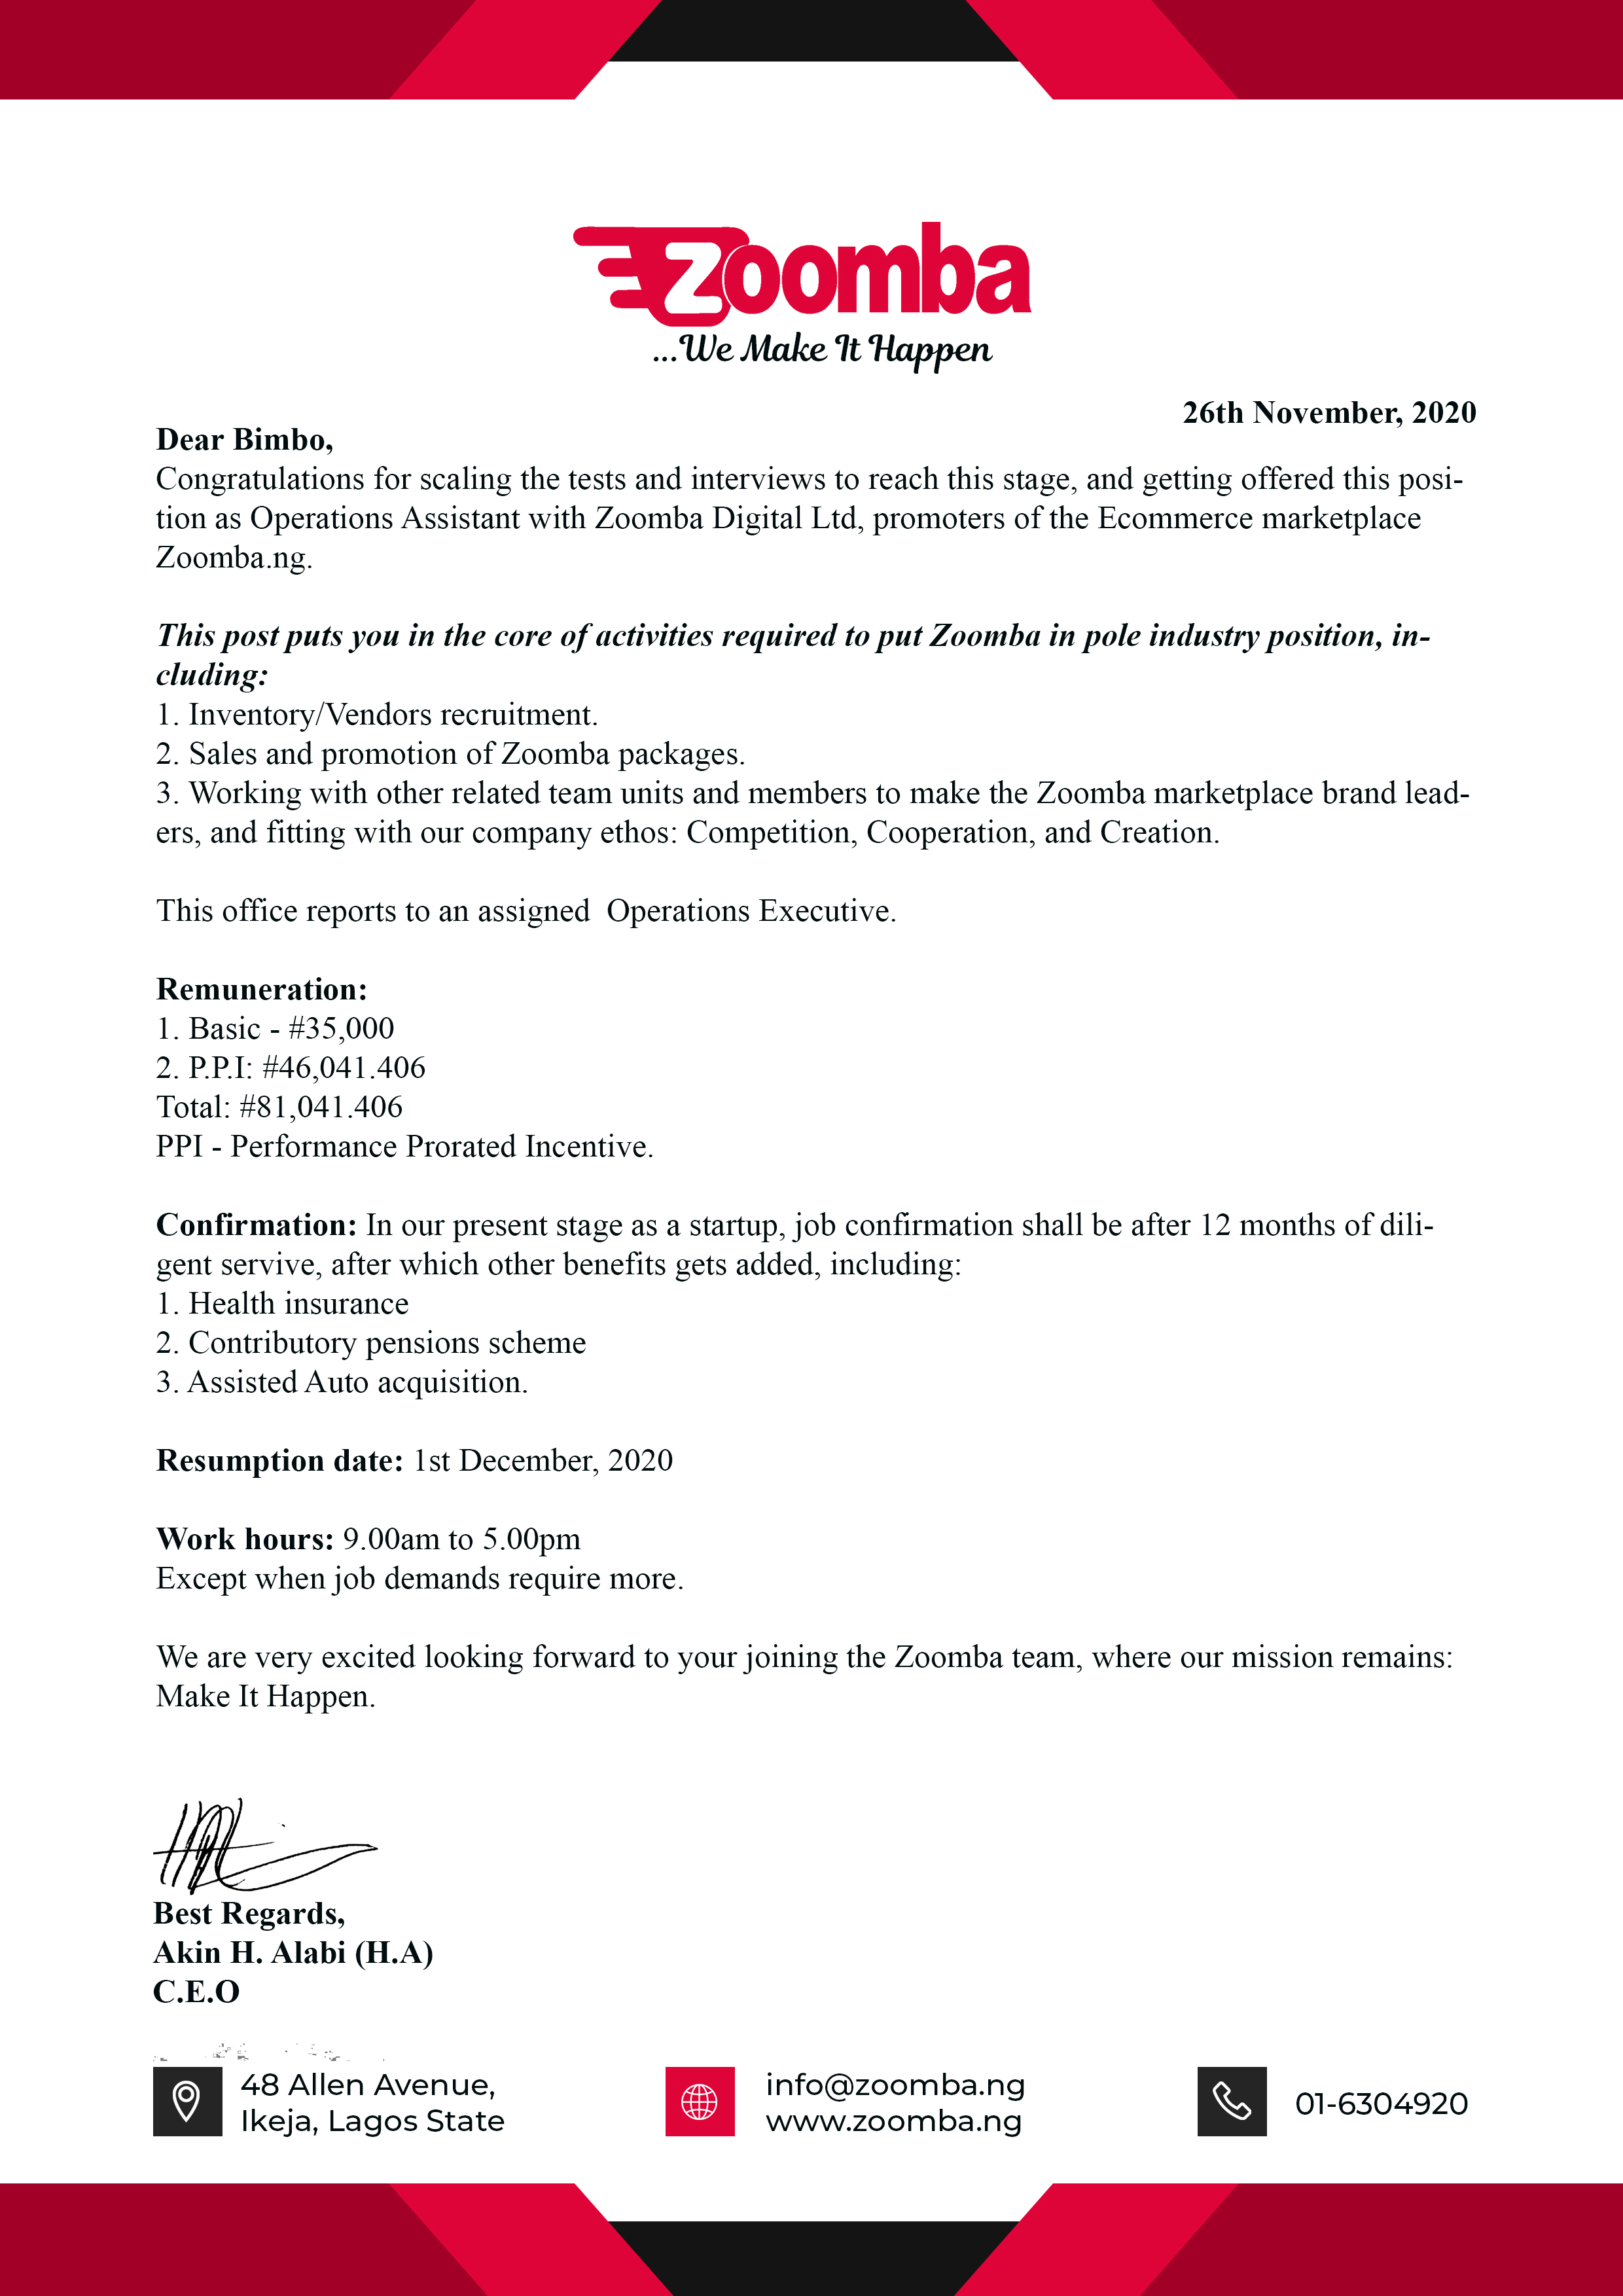 Zoomba
...We Make It Happen
26th November, 2020
Dear Bimbo,
Congratulations for scaling the tests and interviews to reach this stage, and getting offered this posi-
tion as Operations Assistant with Zoomba Digital Ltd, promoters of the Ecommerce marketplace
Zoomba.ng.
This post puts you in the core of activities required to put Zoomba in pole industry position, in-
cluding:
1. Inventory/Vendors recruitment.
2. Sales and promotion of Zoomba packages.
3. Working with other related team units and members to make the Zoomba marketplace brand lead-
ers, and fitting with our company ethos: Competition, Cooperation, and Creation.
This office reports to an assigned  Operations Executive.
Remuneration:
1. Basic - #35,000
2. P.P.I: #46,041.406
Total: #81,041.406
PPI - Performance Prorated Incentive.
Confirmation: In our present stage as a startup, job confirmation shall be after 12 months of dili-
gent servive, after which other benefits gets added, including:
1. Health insurance
2. Contributory pensions scheme
3. Assisted Auto acquisition.
Resumption date: 1st December, 2020
Work hours: 9.00am to 5.00pm
Except when job demands require more.
We are very excited looking forward to your joining the Zoomba team, where our mission remains:
Make It Happen.
Best Regards,
Akin H. Alabi (H.A)
C.E.O
48 Allen Avenue,
Ikeja, Lagos State
info@zoomba.ng
www.zoomba.ng
01-6304920